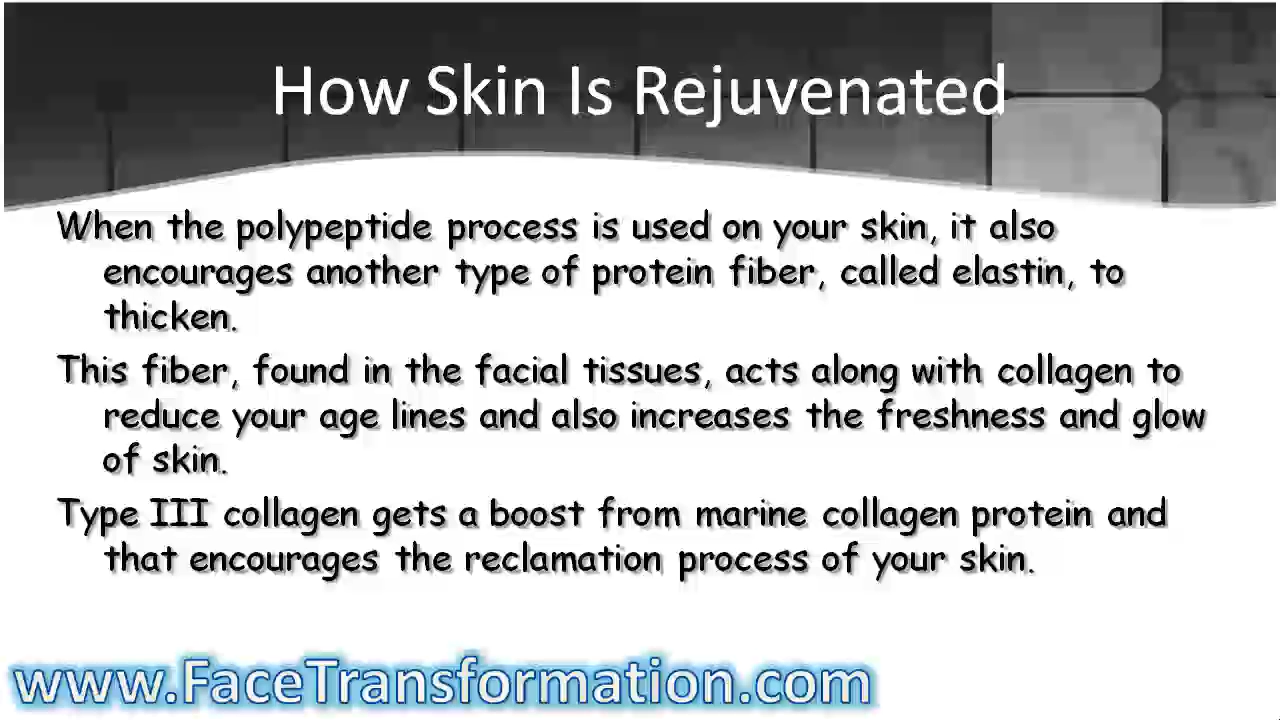 How Skin Is Rejuvenated
When the polypeptide process is used on your skin, it also
encourages another type of protein fiber, called elastin, to
thicken.
This fiber, found in the facial tissues, acts along with collagen to
reduce your age lines and also increases the freshness and glow
of skin.
Type III collagen gets a boost from marine collagen protein and
that encourages the reclamation process of your skin.
www.FaceTransformation.com